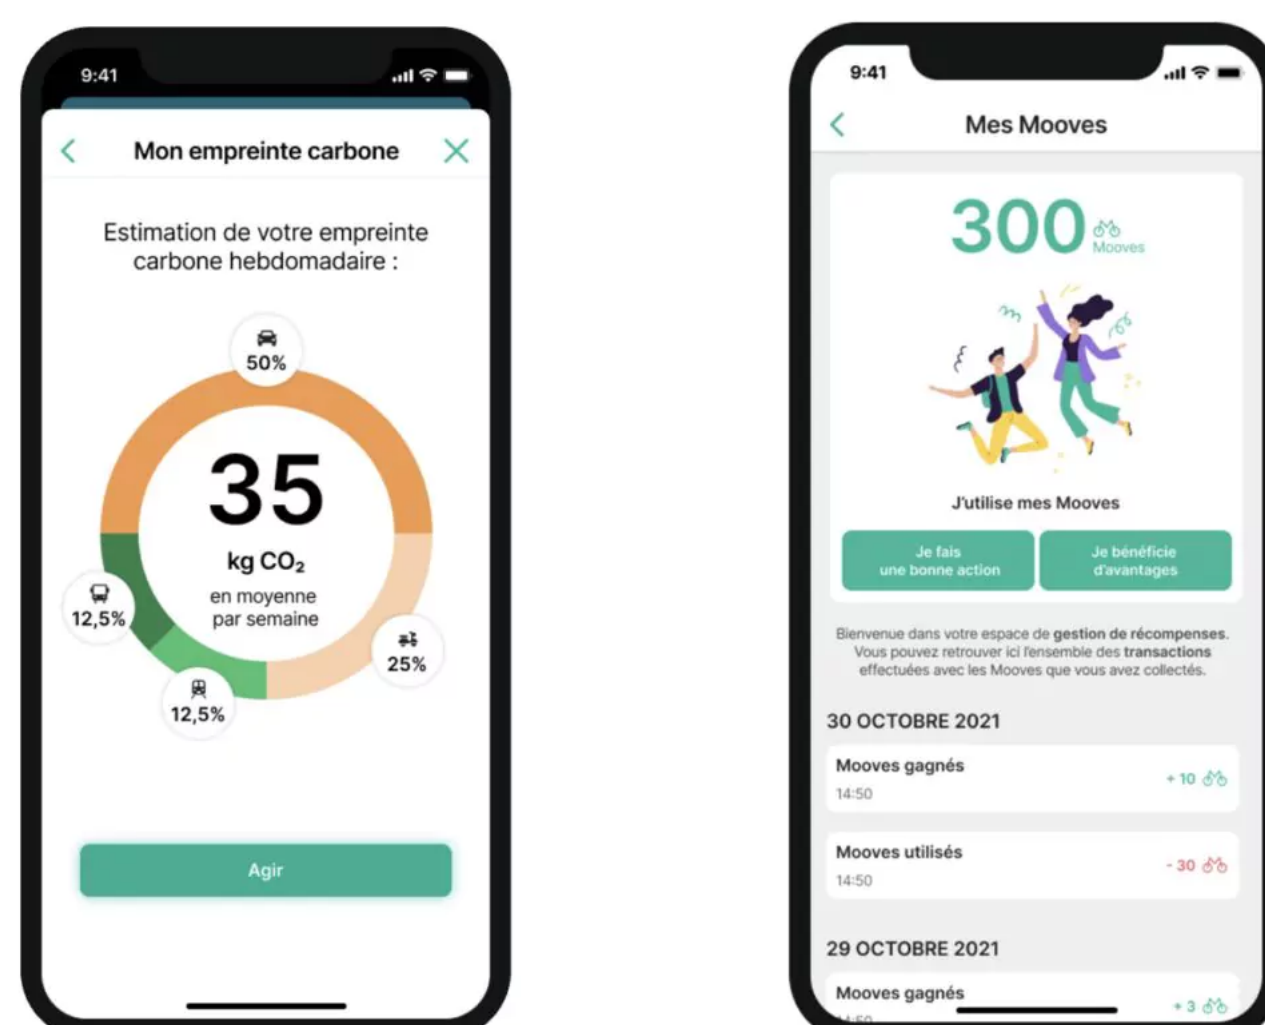 9:41
Mon empreinte carbone
Estimation de votre empreinte
carbone hebdomadaire :
50%
35
kg CO₂
en moyenne
par semaine
12,5%
25%
12,5%
Agir
9:41
Mes Mooves
300
Mooves
J'utilise mes Mooves
Je fais
une bonne action
Je bénéficie
d'avantages
Bienvenue dans votre espace de gestion de récompenses.
Vous pouvez retrouver ici l'ensemble des transactions
effectuées avec les Mooves que vous avez collectés.
30 OCTOBRE 2021
Mooves gagnés
+ 10
14:50
Mooves utilisés
- 30
14:50
29 OCTOBRE 2021
Mooves gagnés
+ 3
14:50